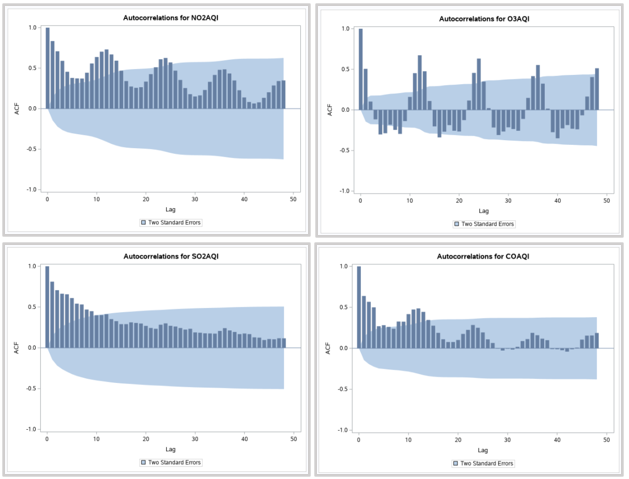 Autocorrelations for NO2AQI
1.0
0.5
0.0
-0.5
-1.0
ACF
0 10 20 30 40 50
Lag
Two Standard Errors
Autocorrelations for O3AQI
1.0
0.5
0.0
-0.5
-1.0
ACF
0 10 20 30 40 50
Lag
Two Standard Errors
Autocorrelations for SO2AQI
1.0
0.5
0.0
-0.5
-1.0
ACF
0 10 20 30 40 50
Lag
Two Standard Errors
Autocorrelations for COAQI
1.0
0.5
0.0
-0.5
-1.0
ACF
0 10 20 30 40 50
Lag
Two Standard Errors